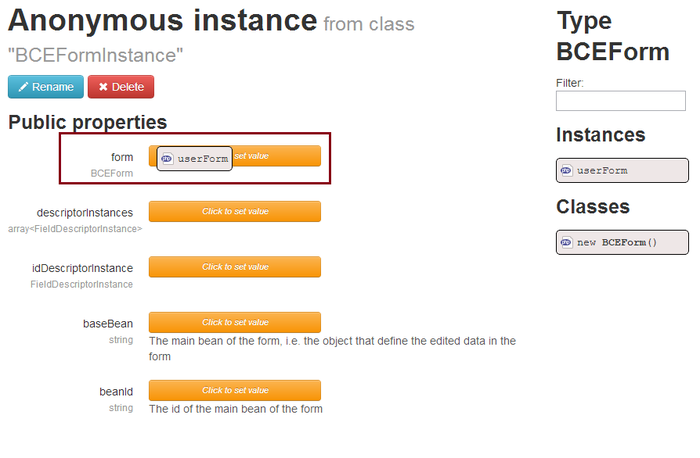 Anonymous instance from class
"BCEFormInstance"
Rename
Delete
Public properties
form
BCEForm
php userForm
set value
descriptorInstances
array<FieldDescriptorInstance>
Click to set value
idDescriptorInstance
FieldDescriptorInstance
Click to set value
baseBean
string
Click to set value
The main bean of the form, i.e. the object that define the edited data in the
form
beanId
string
Click to set value
The id of the main bean of the form
Type
BCEForm
Filter:
Instances
php userForm
Classes
php new BCEForm()